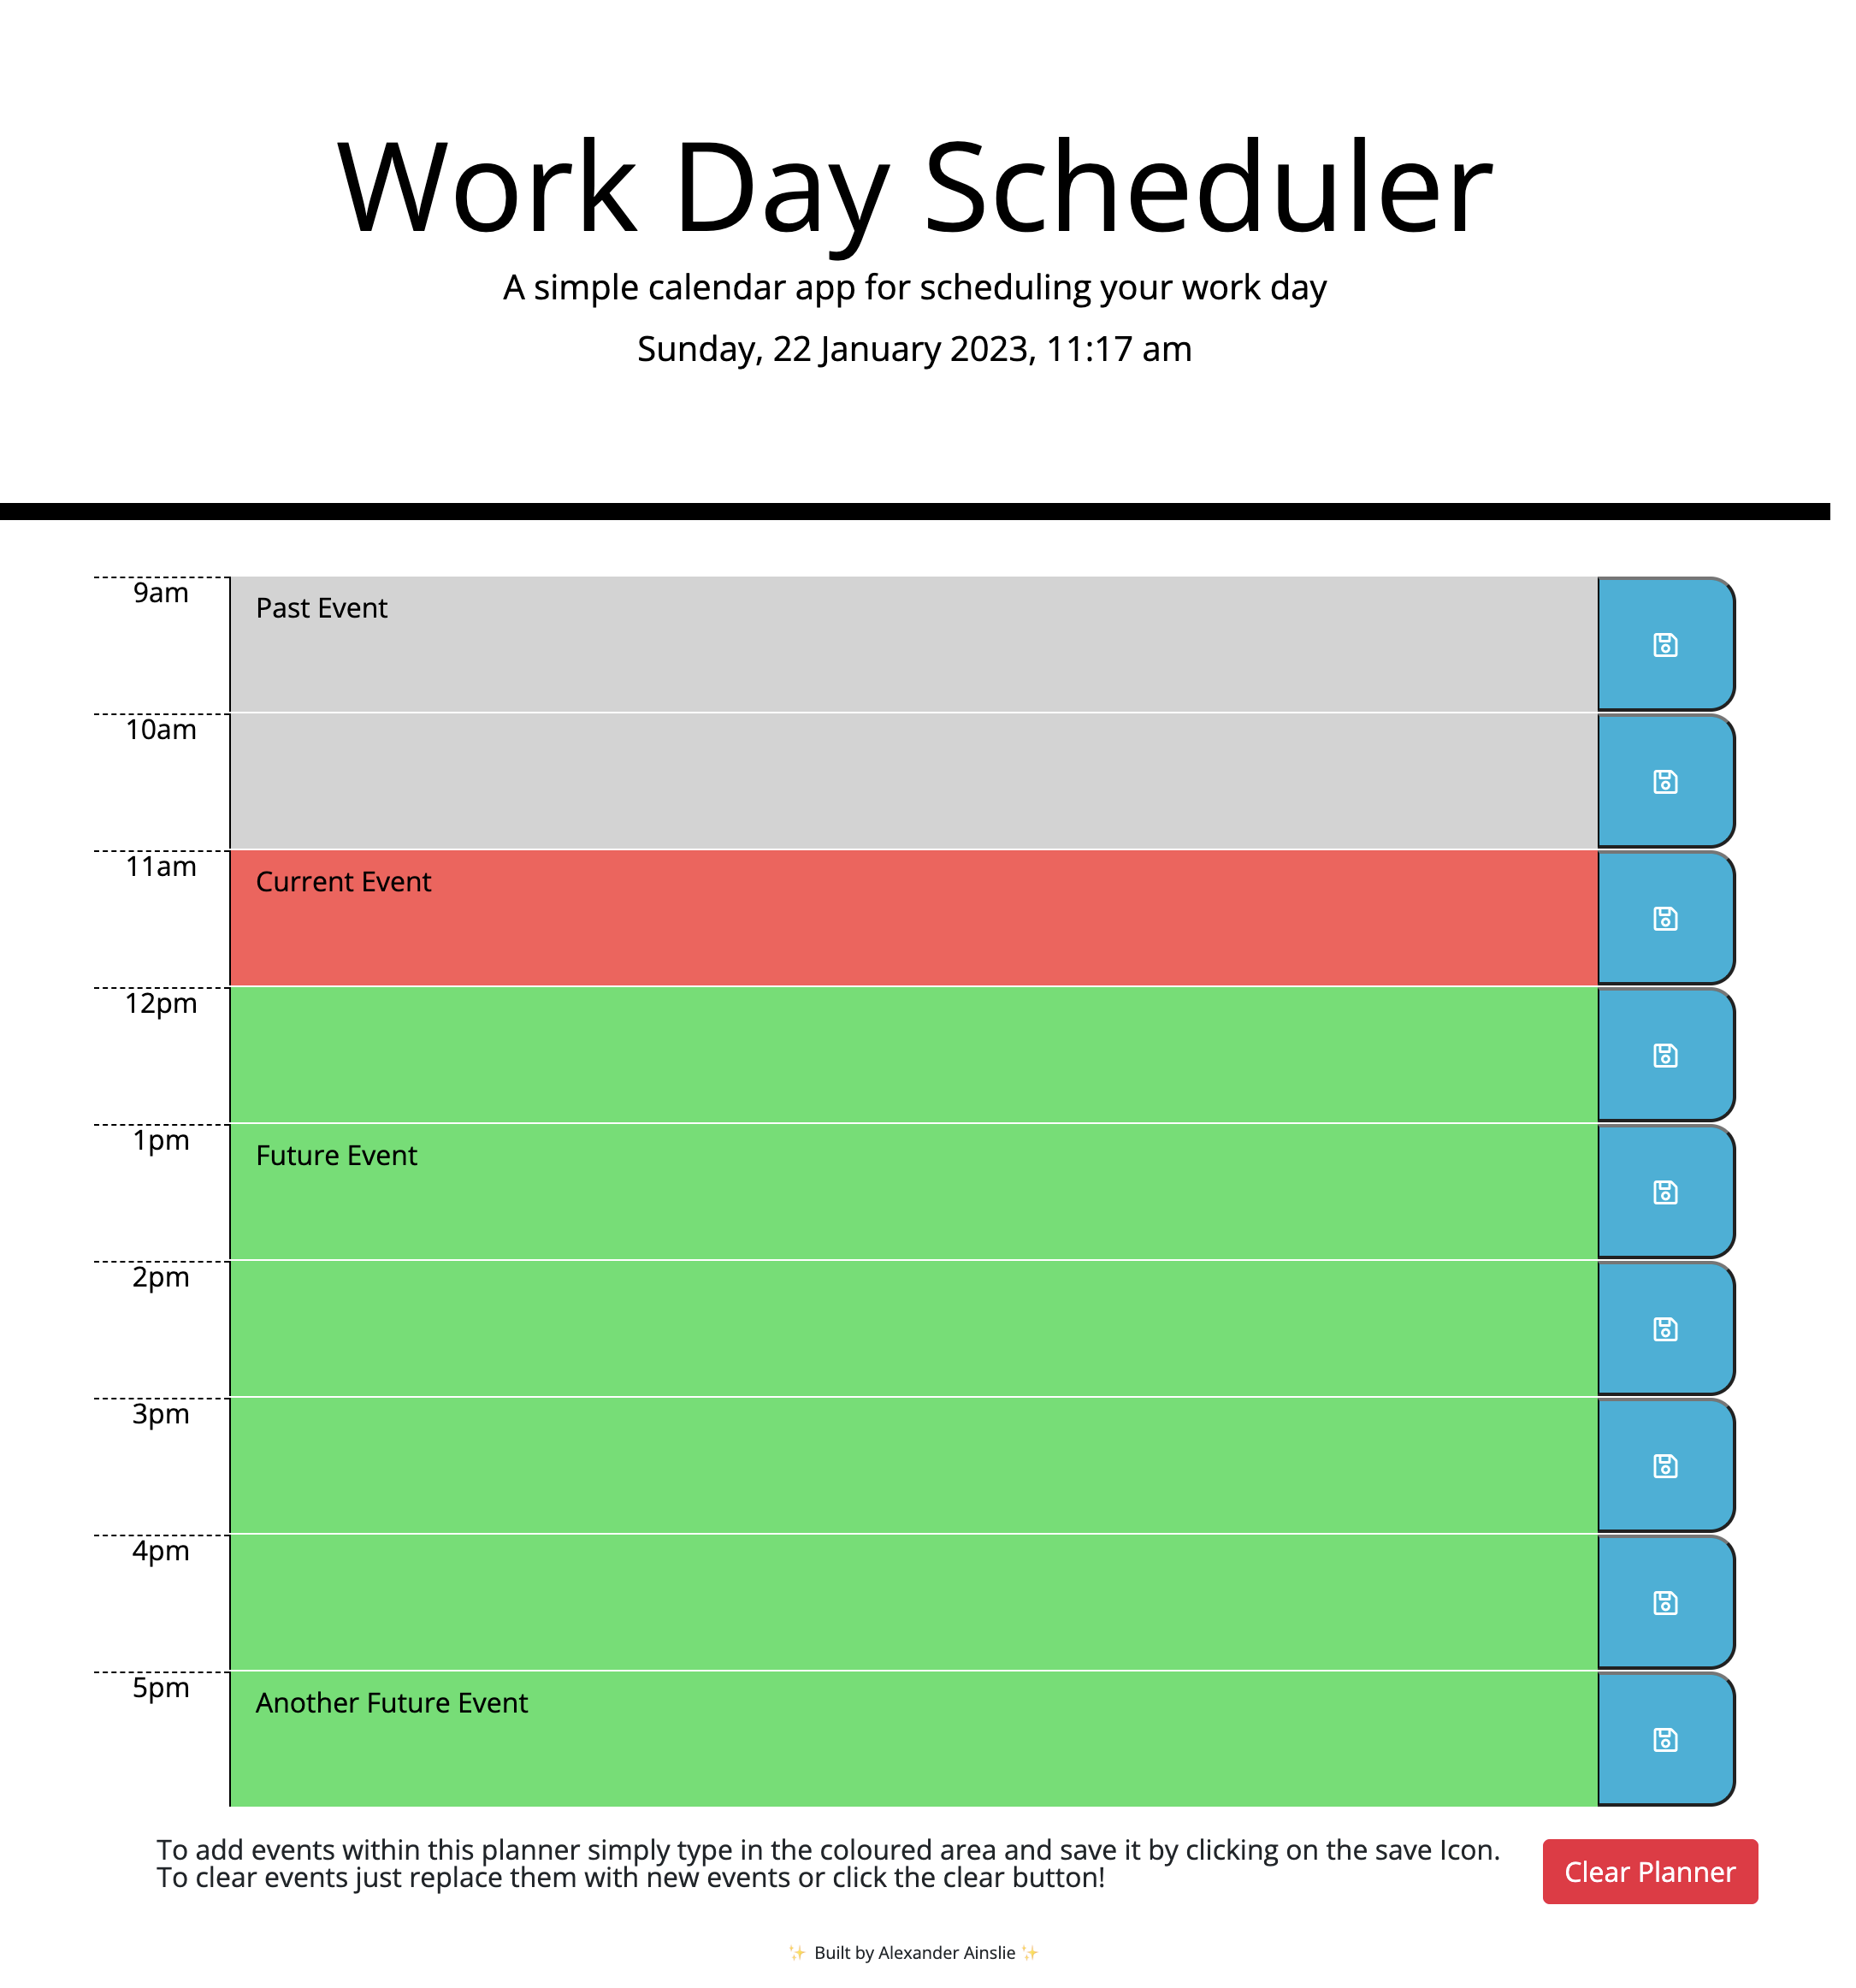 Work Day Scheduler
A simple calendar app for scheduling your work day
Sunday, 22 January 2023, 11:17 am
9am
Past Event
10am
11am
Current Event
12pm
1pm
Future Event
2pm
3pm
4pm
5pm
Another Future Event
To add events within this planner simply type in the coloured area and save it by clicking on the save Icon.
To clear events just replace them with new events or click the clear button!
Clear Planner
✨ Built by Alexander Ainslie ✨